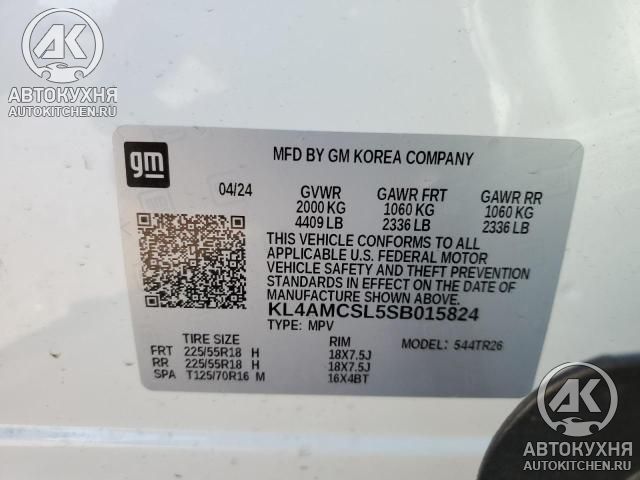 АК
АВТОКУХНЯ
AUTOKITCHEN.RU
gm
MFD BY GM KOREA COMPANY
04/24 GVWR GAWR FRT GAWR RR
2000 KG 1060 KG 1060 KG
4409 LB 2336 LB 2336 LB
THIS VEHICLE CONFORMS TO ALL
APPLICABLE U.S. FEDERAL MOTOR
VEHICLE SAFETY AND THEFT PREVENTION
STANDARDS IN EFFECT ON THE DATE OF
MANUFACTURE SHOWN ABOVE.
KL4AMCSL5SB015824
TYPE: MPV MODEL: 544TR26
TIRE SIZE RIM
FRT 225/55R18 H 18X7.5J
RR 225/55R18 H 18X7.5J
SPA T125/70R16 M 16X4BT
АК
АВТОКУХНЯ
AUTOKITCHEN.RU